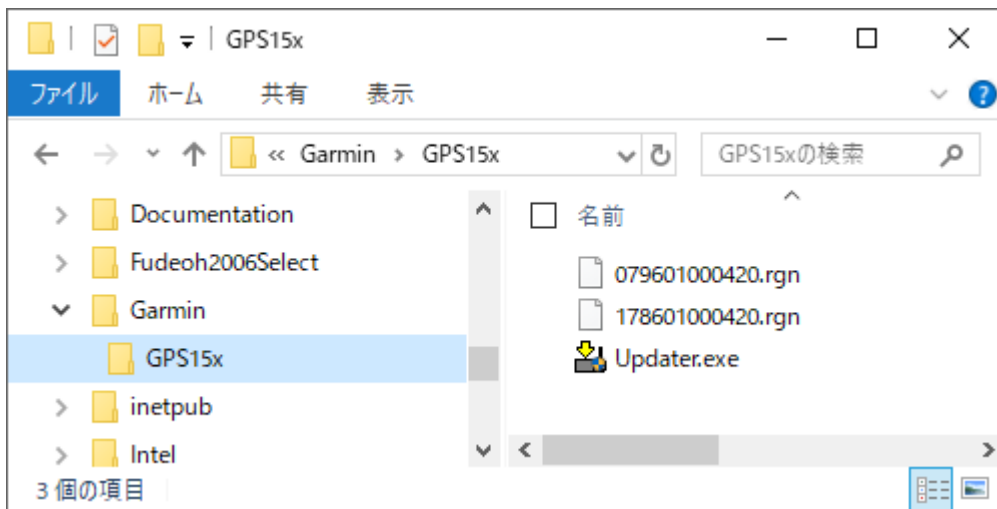 GPS15x
ファイル ホーム 共有 表示
« Garmin › GPS15x GPS15xの検索
Documentation
Fudeoh2006Select
Garmin
GPS15x
inetpub
Intel
名前
079601000420.rgn
178601000420.rgn
Updater.exe
3 個の項目